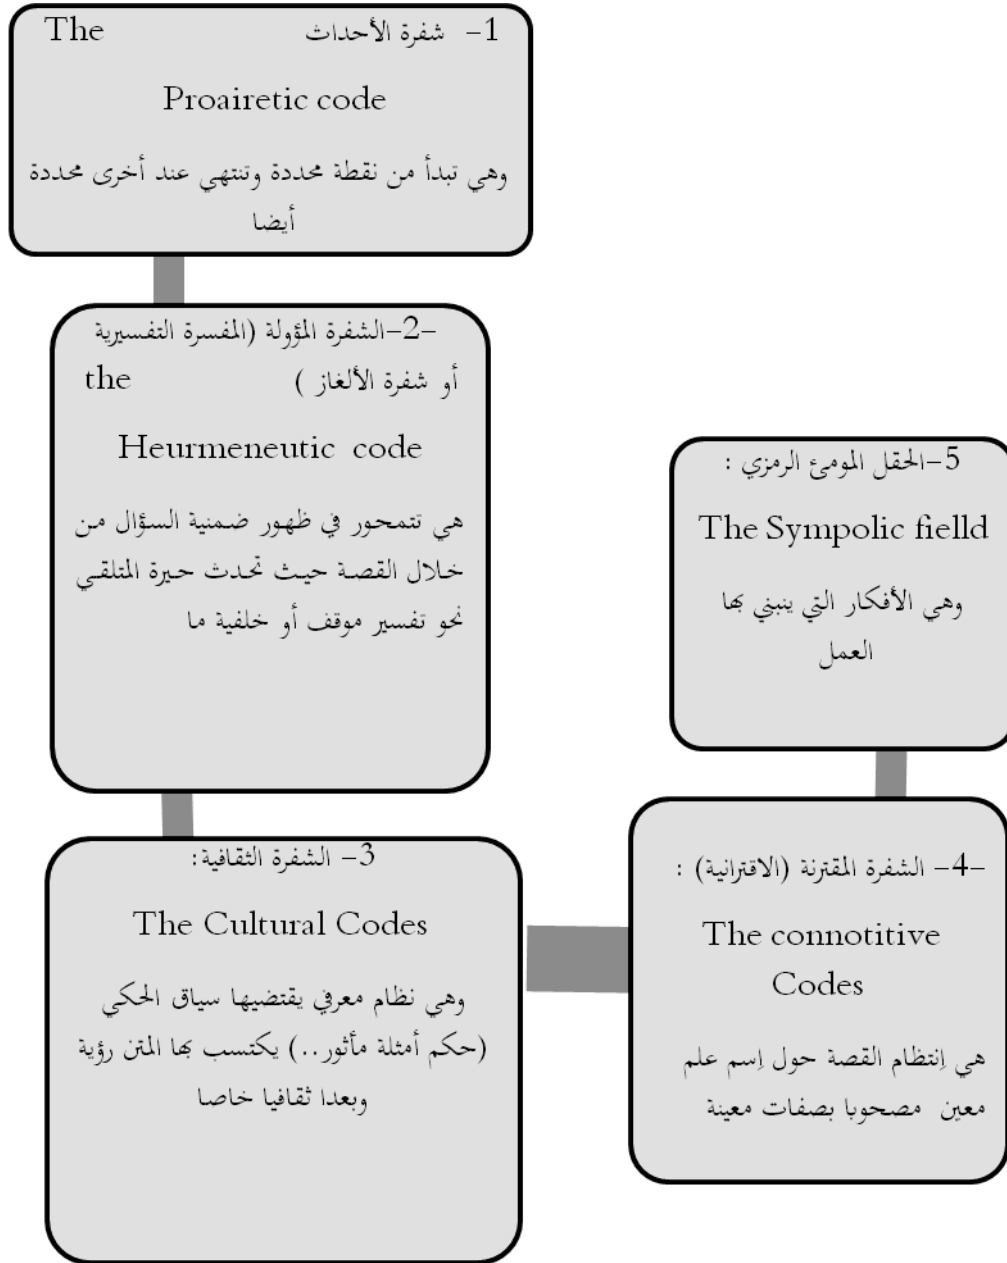 1- شفرة الأحداث The
Proairetic code
وهي تبدأ من نقطة محددة وتنتهي عند أخرى محددة
أيضا
-2-الشفرة المؤولة (المفسرة التفسيرية
أو شفرة الألغاز ) the
Heurmeneutic code
هي تتمحور في ظهور ضمنية السؤال من
خلال القصة حيث تحدث حيرة المتلقي
نحو تفسير موقف أو خلفية ما
3- الشفرة الثقافية:
The Cultural Codes
وهي نظام معرفي يقتضيها سياق الحكي
(حكم أمثلة مأثور..) يكتسب بها المتن رؤية
وبعدا ثقافيا خاصا
-4- الشفرة المقترنة (الاقترانية) :
The connotitive
Codes
هي إنتظام القصة حول إسم علم
معين مصحوبا بصفات معينة
5-الحقل المومئ الرمزي :
The Sympolic fielld
وهي الأفكار التي ينبني بها
العمل